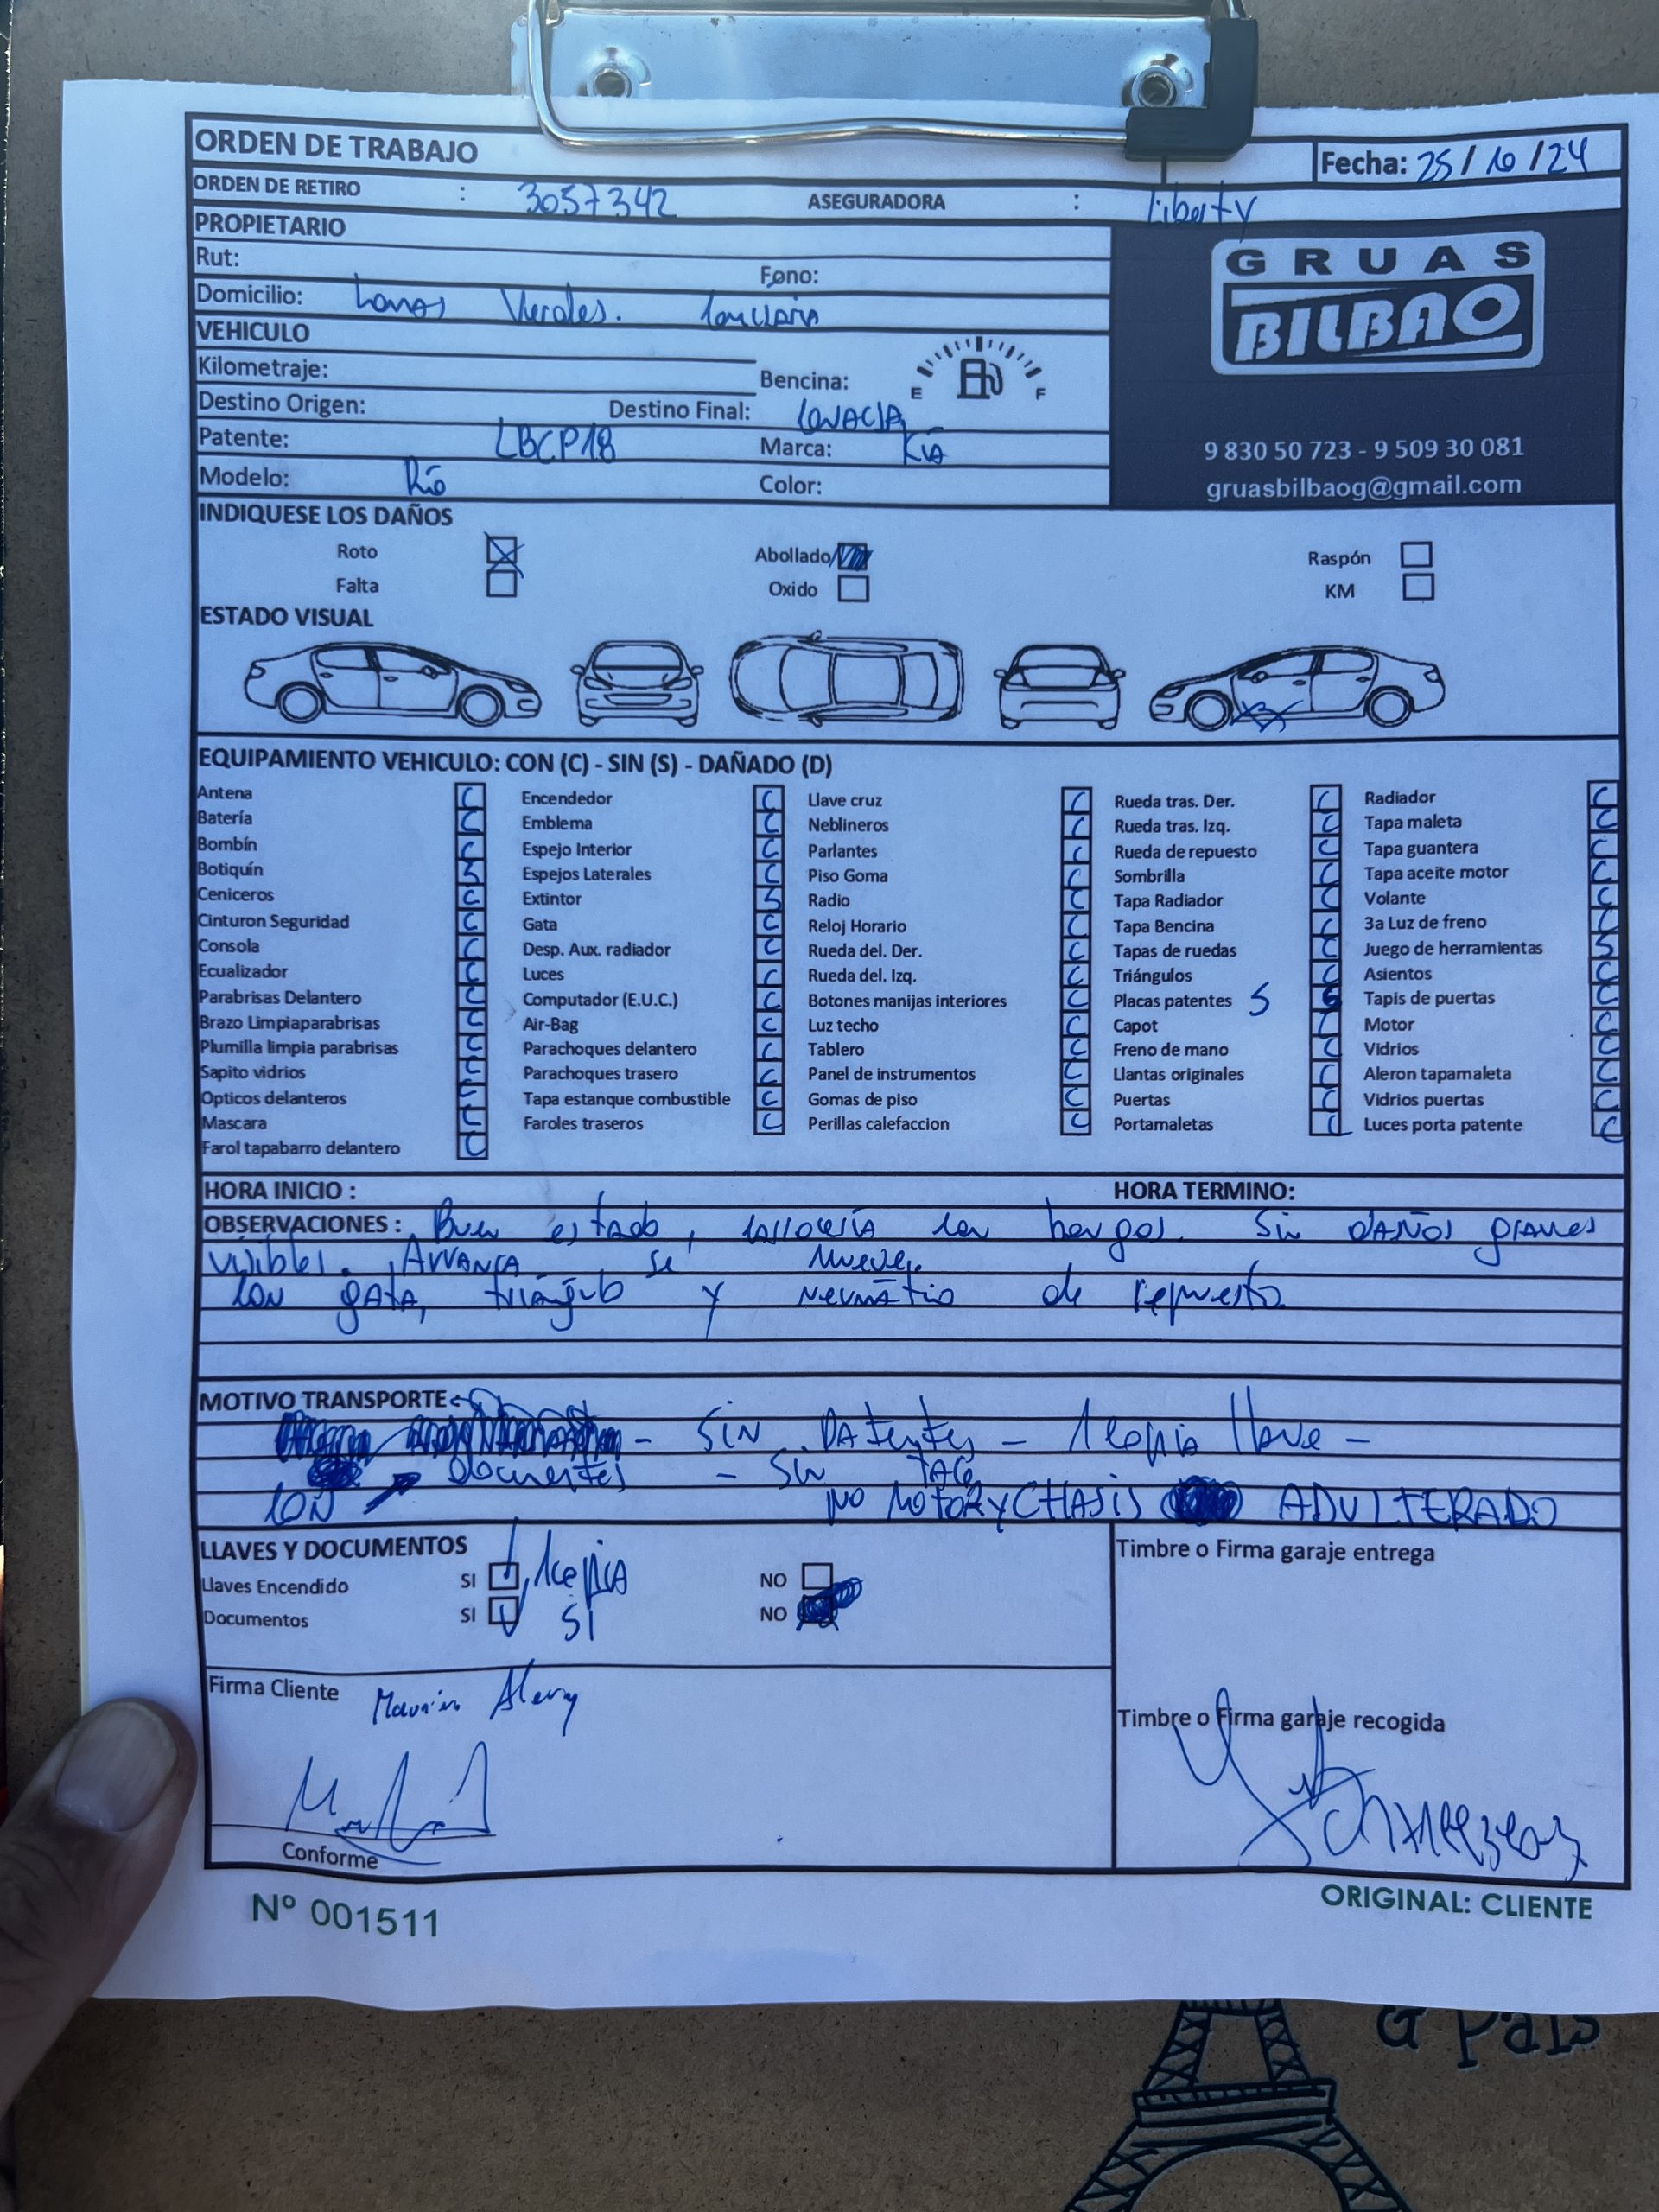 ORDEN DE TRABAJO Fecha: 25/10/24
ORDEN DE RETIRO : 3057342 ASEGURADORA : Liberty
PROPIETARIO
Rut: Fono:
Domicilio: Lomas Verdes.
VEHICULO
Kilometraje: Bencina: E F
Destino Origen: Destino Final:
Patente: LBCP18 Marca: Kía
Modelo: Río Color:
GRUAS
BILBAO
9 830 50 723 - 9 509 30 081
gruasbilbaog@gmail.com
INDIQUESE LOS DAÑOS
Roto Abollado Raspón
Falta Oxido KM
ESTADO VISUAL
EQUIPAMIENTO VEHICULO: CON (C) - SIN (S) - DAÑADO (D)
Antena C Encendedor C Llave cruz C Rueda tras. Der. C Radiador C
Batería C Emblema C Neblineros C Rueda tras. Izq. C Tapa maleta C
Bombín C Espejo Interior C Parlantes C Rueda de repuesto C Tapa guantera C
Botiquín S Espejos Laterales C Piso Goma C Sombrilla C Tapa aceite motor C
Ceniceros C Extintor S Radio C Tapa Radiador C Volante C
Cinturon Seguridad C Gata C Reloj Horario C Tapa Bencina C 3a Luz de freno C
Consola C Desp. Aux. radiador C Rueda del. Der. C Tapas de ruedas C Juego de herramientas S
Ecualizador C Luces C Rueda del. Izq. C Triángulos C Asientos C
Parabrisas Delantero C Computador (E.U.C.) C Botones manijas interiores C Placas patentes S S Tapis de puertas C
Brazo Limpiaparabrisas C Air-Bag C Luz techo C Capot C Motor C
Plumilla limpia parabrisas C Parachoques delantero C Tablero C Freno de mano C Vidrios C
Sapito vidrios C Parachoques trasero C Panel de instrumentos C Llantas originales C Aleron tapamaleta C
Opticos delanteros C Tapa estanque combustible C Gomas de piso C Puertas C Vidrios puertas C
Mascara C Faroles traseros C Perillas calefaccion C Portamaletas C Luces porta patente C
Farol tapabarro delantero C
HORA INICIO : HORA TERMINO:
OBSERVACIONES : Buen estado, carrocería con hongos. Sin daños graves
visibles. Arranca se mueve.
Con gata, triángulo y neumático de repuesto.
MOTIVO TRANSPORTE:
- SIN PATENTES - 1 copia llave -
CON documentos - SIN TAG
NO MOTOR Y CHASIS ADULTERADO
LLAVES Y DOCUMENTOS
Llaves Encendido SI 1 copia NO
Documentos SI SI NO
Timbre o Firma garaje entrega
Firma Cliente
Timbre o Firma garaje recogida
Conforme
Nº 001511
ORIGINAL: CLIENTE
& Pals